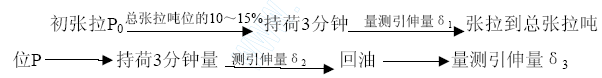 初张拉P0 总张拉吨位的10～15% 持荷3分钟 量测引伸量δ1 张拉到总张拉吨
位P 持荷3分钟量 测引伸量δ2 回油 量测引伸量δ3